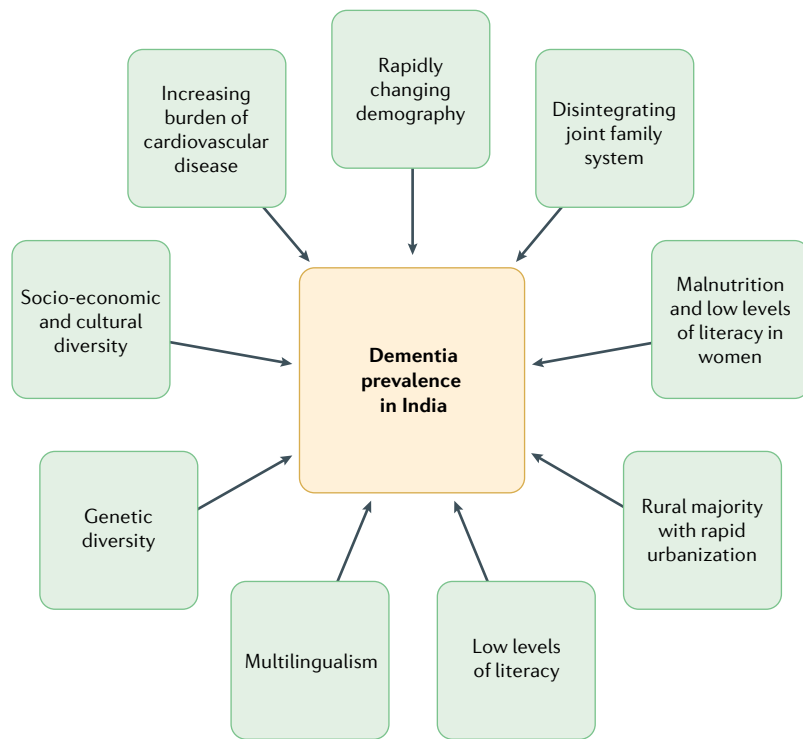 Rapidly
changing
demography
Disintegrating
joint family
system
Malnutrition
and low levels
of literacy in
women
Rural majority
with rapid
urbanization
Low levels
of literacy
Multilingualism
Genetic
diversity
Socio-economic
and cultural
diversity
Increasing
burden of
cardiovascular
disease
Dementia
prevalence
in India